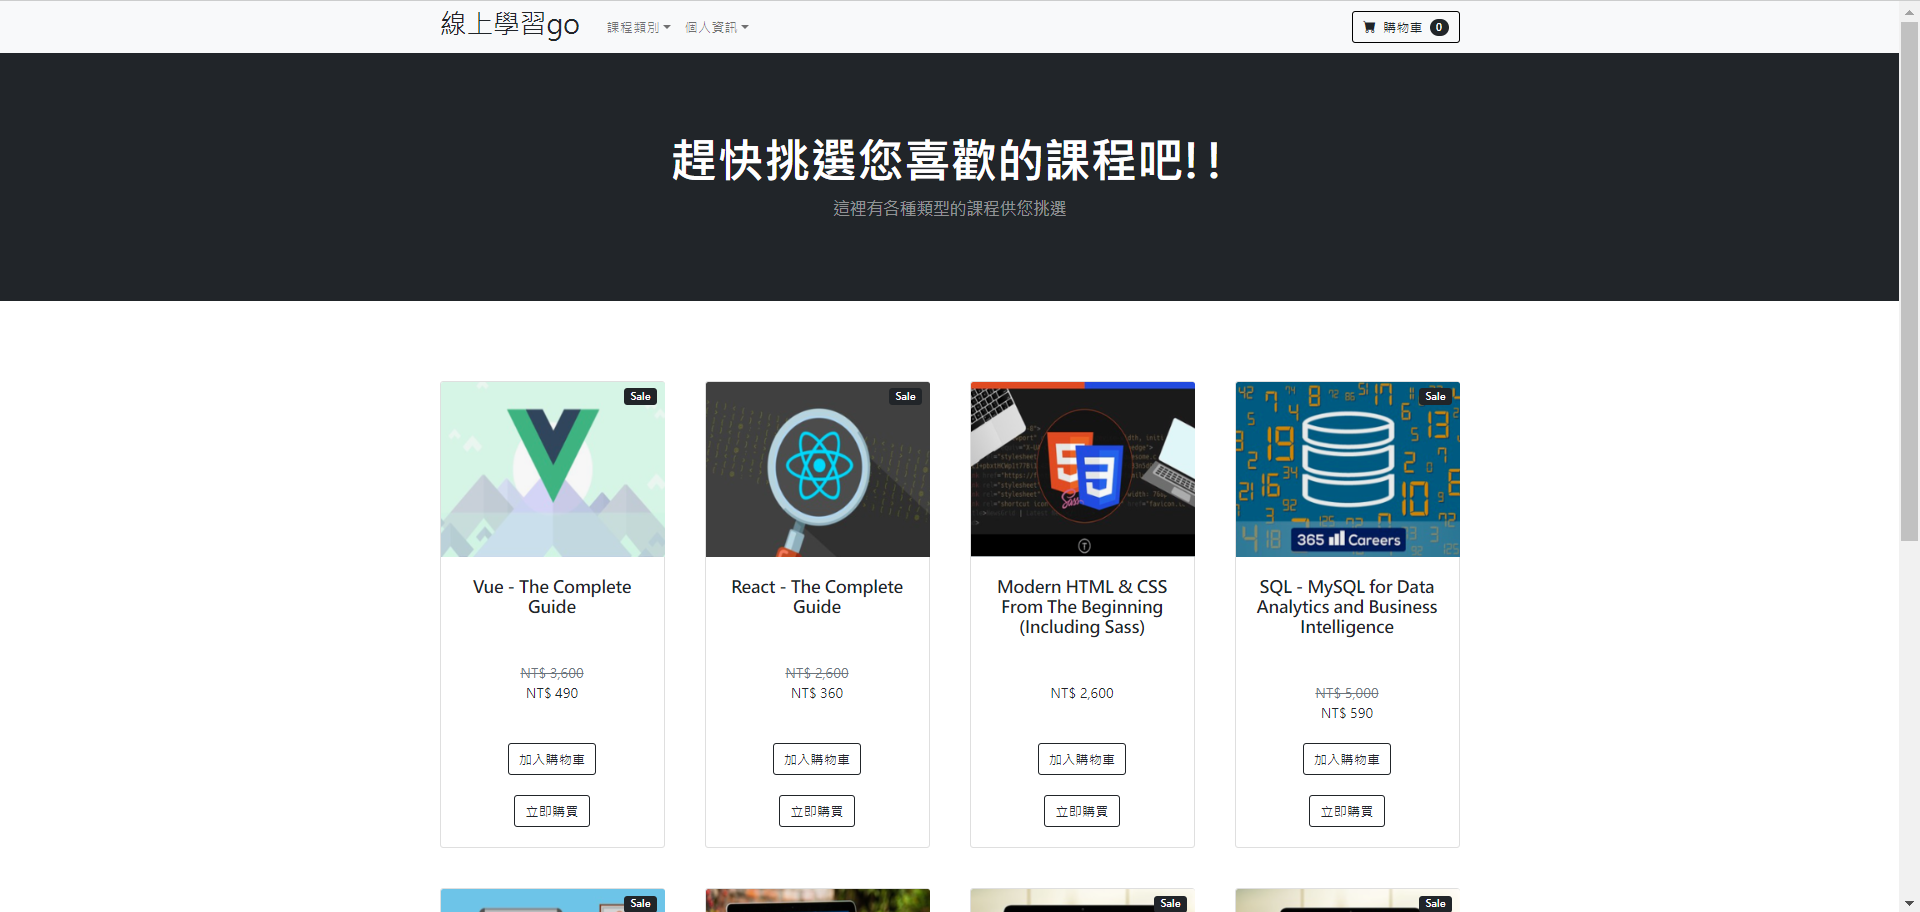 線上學習go
課程類別
個人資訊
購物車 0
趕快挑選您喜歡的課程吧!!
這裡有各種類型的課程供您挑選
Sale
Vue - The Complete
Guide
NT$ 3,600
NT$ 490
加入購物車
立即購買
Sale
React - The Complete
Guide
NT$ 2,600
NT$ 360
加入購物車
立即購買
Modern HTML & CSS
From The Beginning
(Including Sass)
NT$ 2,600
加入購物車
立即購買
Sale
365 Careers
SQL - MySQL for Data
Analytics and Business
Intelligence
NT$ 5,000
NT$ 590
加入購物車
立即購買
Sale
Sale
Sale